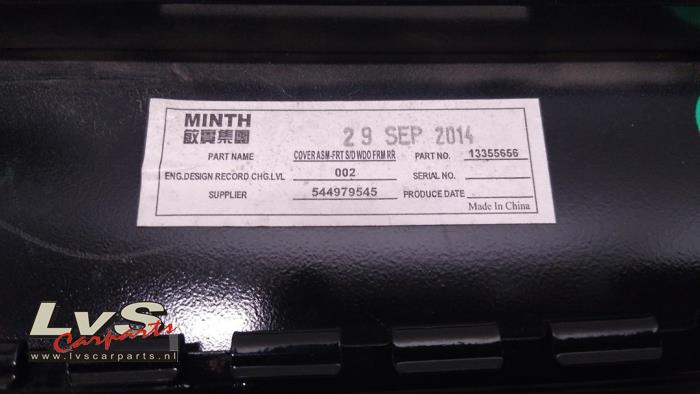 MINTH
敏實集團
29 SEP 2014
PART NAME COVER ASM-FRT S/D WDO FRM RR PART NO. 13355656
ENG.DESIGN RECORD CHG.LVL 002 SERIAL NO.
SUPPLIER 544979545 PRODUCE DATE
Made In China
LvS
Carparts
www.lvscarparts.nl